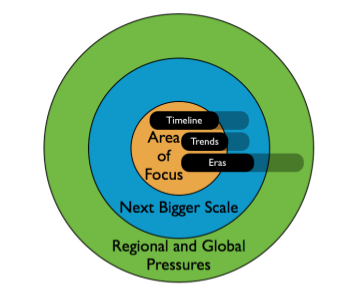 Timeline
Trends
Eras
Area
of
Focus
Next Bigger Scale
Regional and Global
Pressures